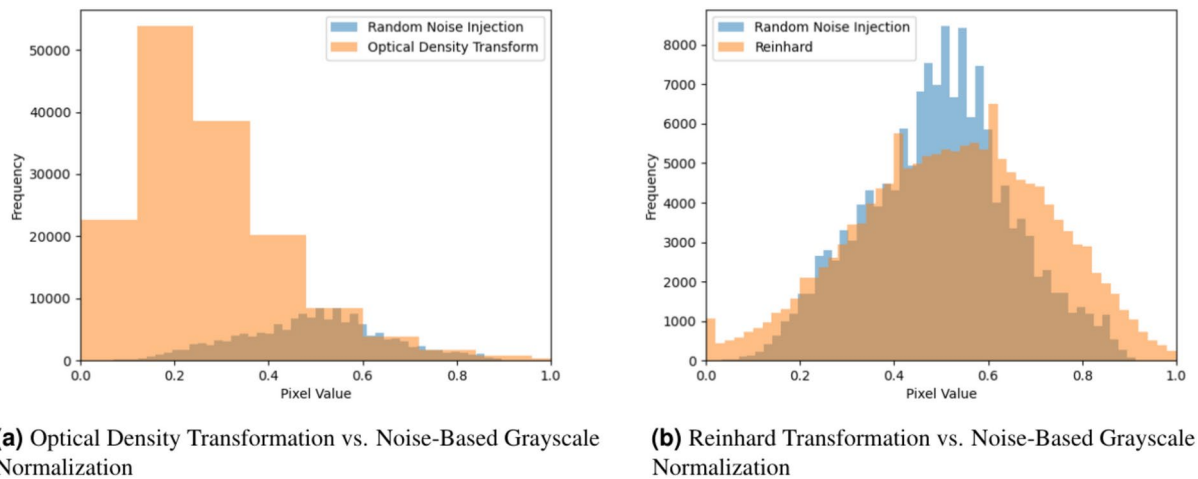 Random Noise Injection
Optical Density Transform
50000
40000
30000
20000
10000
0
Frequency
0.0 0.2 0.4 0.6 0.8 1.0
Pixel Value
(a) Optical Density Transformation vs. Noise-Based Grayscale
Normalization
Random Noise Injection
Reinhard
8000
7000
6000
5000
4000
3000
2000
1000
0
Frequency
0.0 0.2 0.4 0.6 0.8 1.0
Pixel Value
(b) Reinhard Transformation vs. Noise-Based Grayscale
Normalization